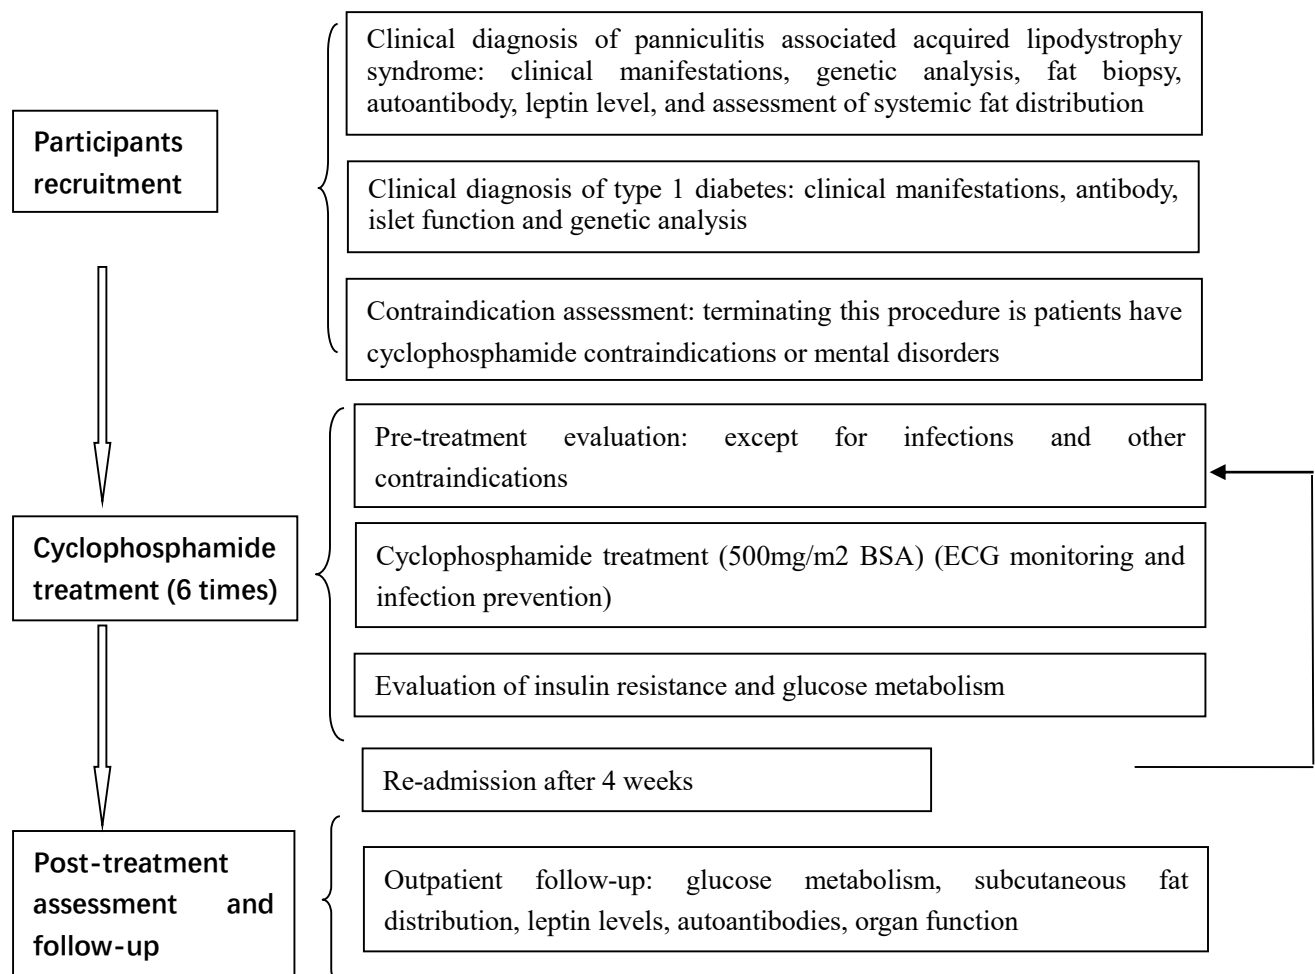 Participants
recruitment
Clinical diagnosis of panniculitis associated acquired lipodystrophy
syndrome: clinical manifestations, genetic analysis, fat biopsy,
autoantibody, leptin level, and assessment of systemic fat distribution
Clinical diagnosis of type 1 diabetes: clinical manifestations, antibody,
islet function and genetic analysis
Contraindication assessment: terminating this procedure is patients have
cyclophosphamide contraindications or mental disorders
Cyclophosphamide
treatment (6 times)
Pre-treatment evaluation: except for infections and other
contraindications
Cyclophosphamide treatment (500mg/m2 BSA) (ECG monitoring and
infection prevention)
Evaluation of insulin resistance and glucose metabolism
Re-admission after 4 weeks
Post-treatment
assessment and
follow-up
Outpatient follow-up: glucose metabolism, subcutaneous fat
distribution, leptin levels, autoantibodies, organ function